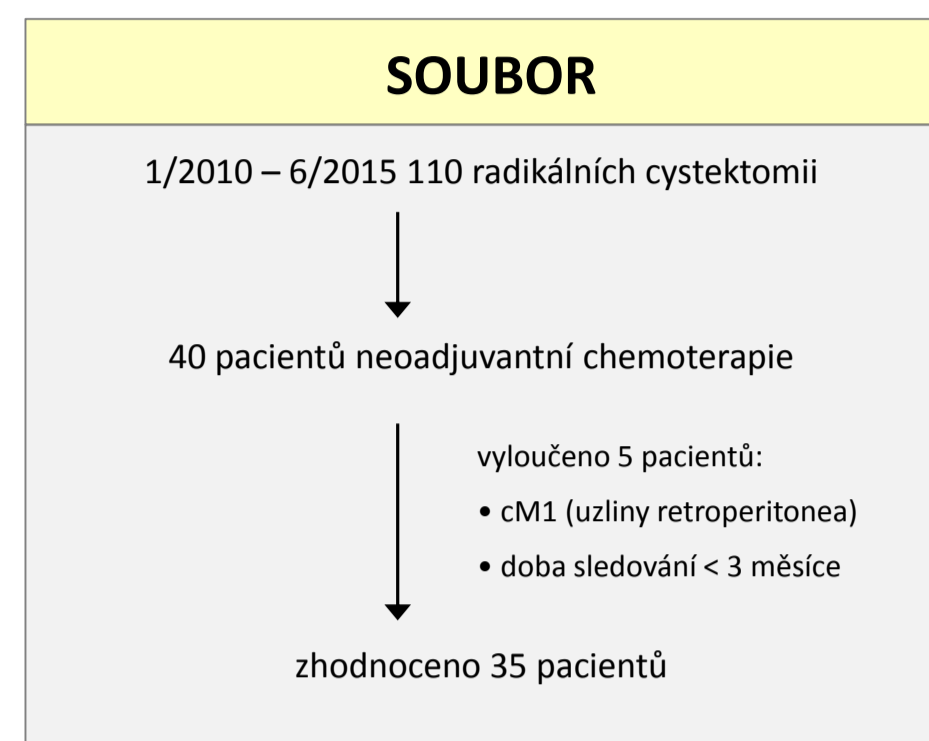 SOUBOR
1/2010 – 6/2015 110 radikálních cystektomii
40 pacientů neoadjuvantní chemoterapie
vyloučeno 5 pacientů:
• cM1 (uzliny retroperitonea)
• doba sledování < 3 měsíce
zhodnoceno 35 pacientů